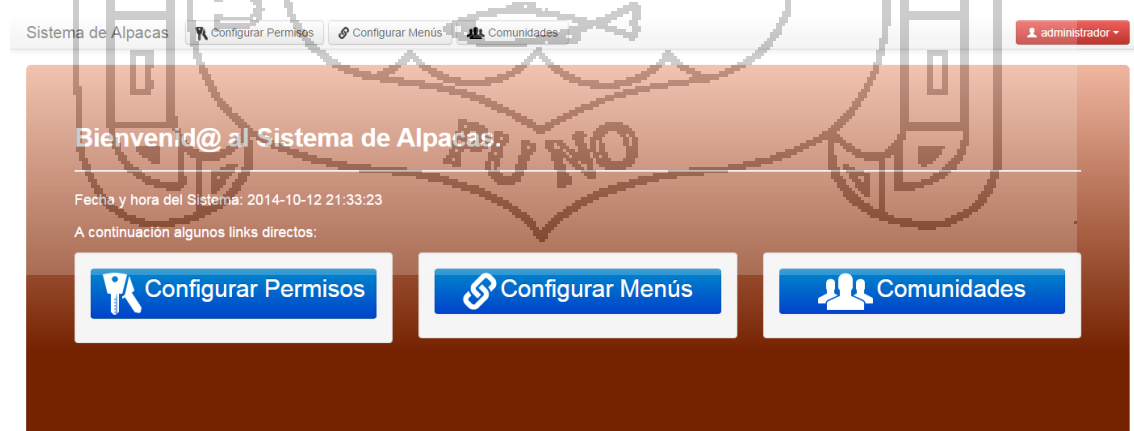 Sistema de Alpacas Configurar Permisos Configurar Menús Comunidades administrador
Bienvenid@ al Sistema de Alpacas.
PUNO
Fecha y hora del Sistema: 2014-10-12 21:33:23
A continuación algunos links directos:
Configurar Permisos Configurar Menús Comunidades